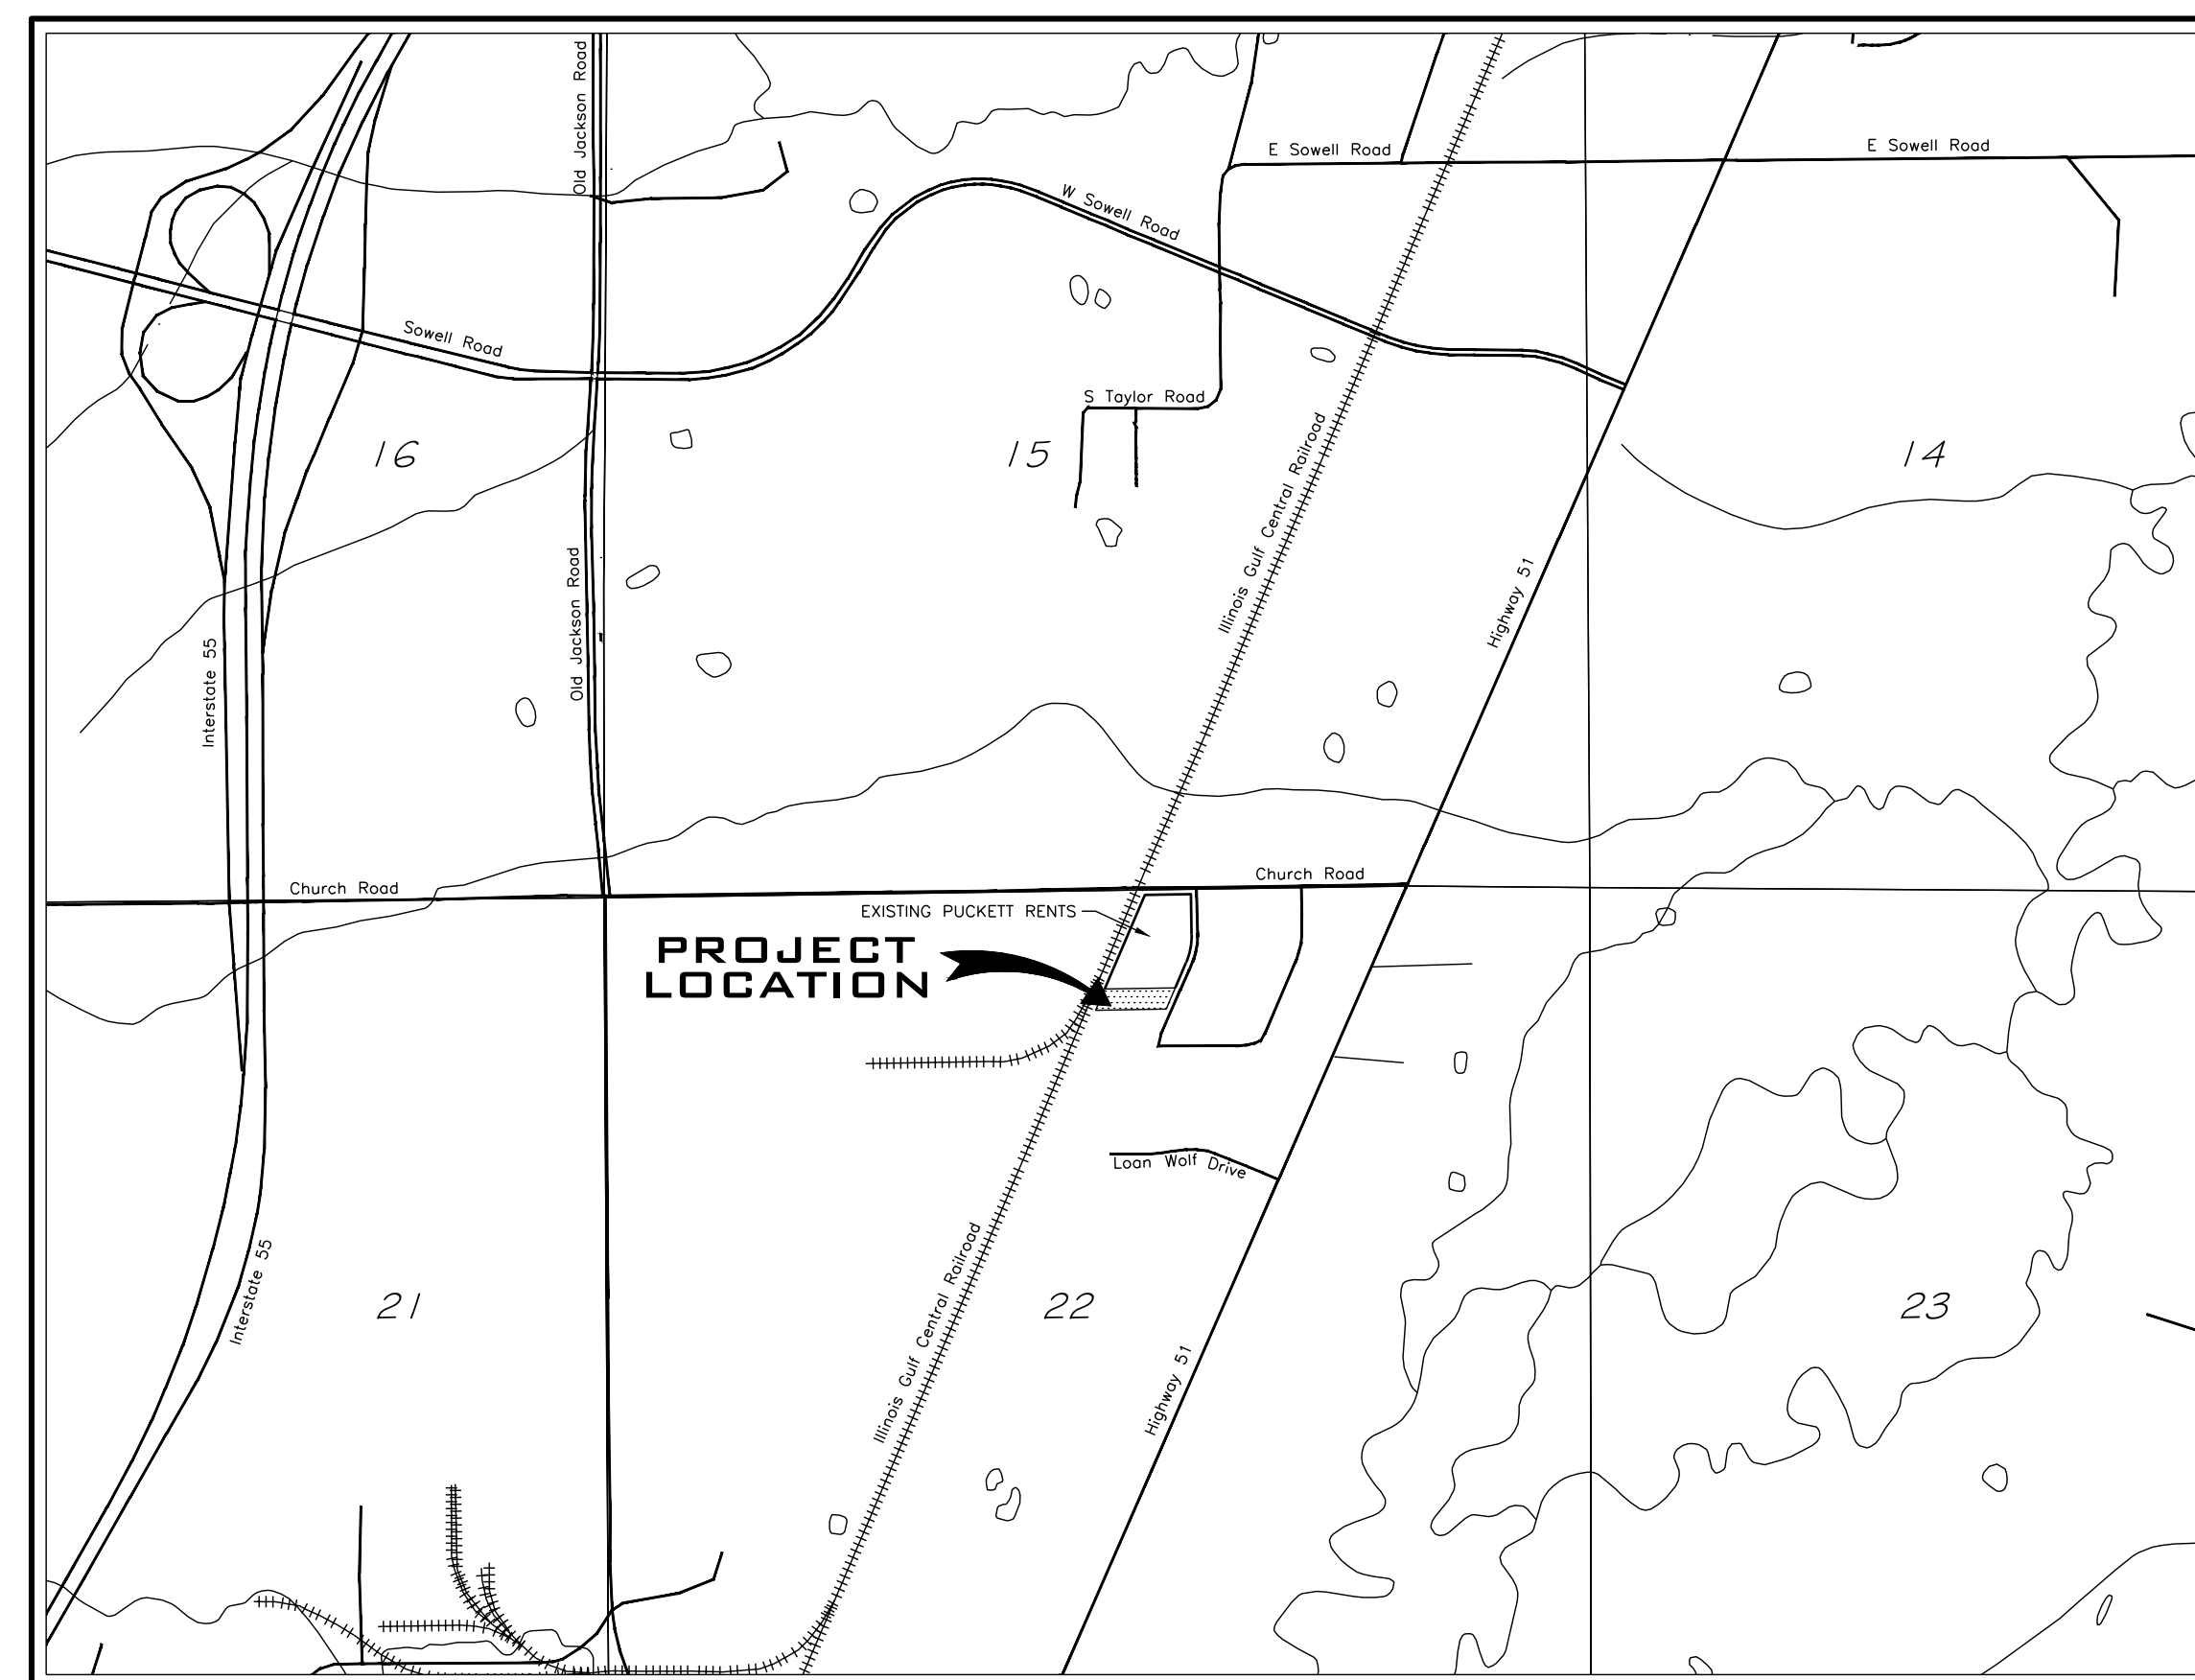 Old Jackson Road
E Sowell Road
E Sowell Road
W Sowell Road
Sowell Road
S Taylor Road
16
15
14
Illinois Gulf Central Railroad
Highway 51
Old Jackson Road
Interstate 55
Church Road
Church Road
EXISTING PUCKETT RENTS
PROJECT
LOCATION
Loan Wolf Drive
Interstate 55
21
22
23
Illinois Gulf Central Railroad
Highway 51